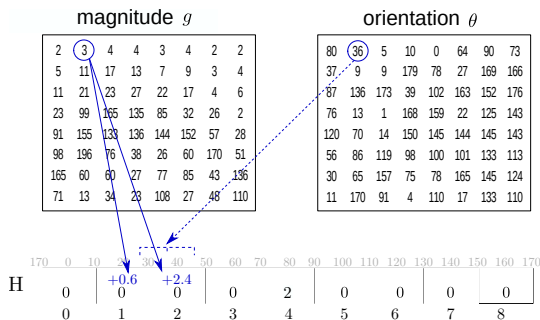 magnitude g orientation θ
2 3 4 4 3 4 2 2 80 36 5 10 0 64 90 73
5 11 17 13 7 9 3 4 37 9 9 179 78 27 169 166
11 21 23 27 22 17 4 6 87 136 173 39 102 163 152 176
23 99 165 135 85 32 26 2 76 13 1 168 159 22 125 143
91 155 133 136 144 152 57 28 120 70 14 150 145 144 145 143
98 196 76 38 26 60 170 51 56 86 119 98 100 101 133 113
165 60 60 27 77 85 43 136 30 65 157 75 78 165 145 124
71 13 34 23 108 27 48 110 11 170 91 4 110 17 133 110
170 0 10 20 30 40 50 60 70 80 90 100 110 120 130 140 150 160 170
+0.6 +2.4
H 0 0 0 0 2 0 0 0 0
0 1 2 3 4 5 6 7 8